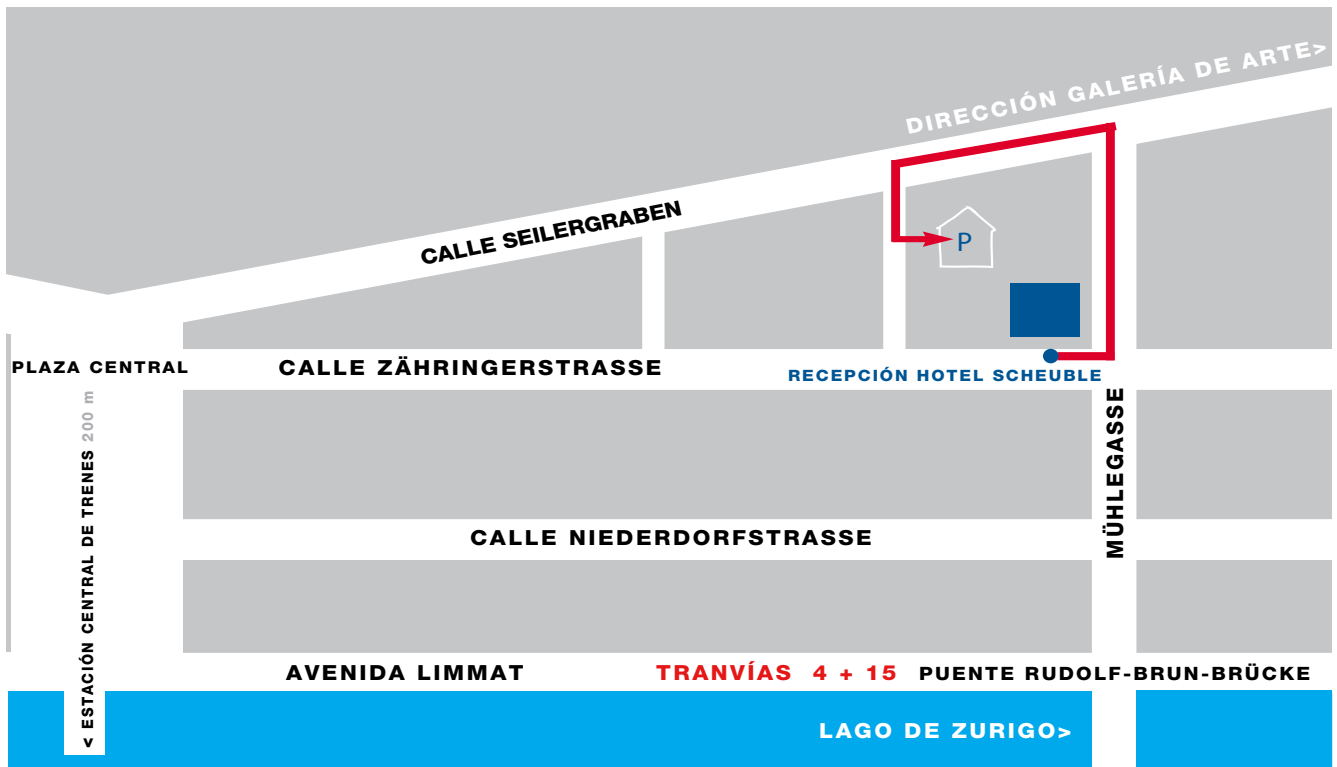 DIRECCIÓN GALERÍA DE ARTE>
CALLE SEILERGRABEN
P
PLAZA CENTRAL
CALLE ZÄHRINGERSTRASSE
RECEPCIÓN HOTEL SCHEUBLE
< ESTACIÓN CENTRAL DE TRENES 200 m
MÜHLEGASSE
CALLE NIEDERDORFSTRASSE
AVENIDA LIMMAT
TRANVÍAS 4 + 15
PUENTE RUDOLF-BRUN-BRÜCKE
LAGO DE ZURIGO>